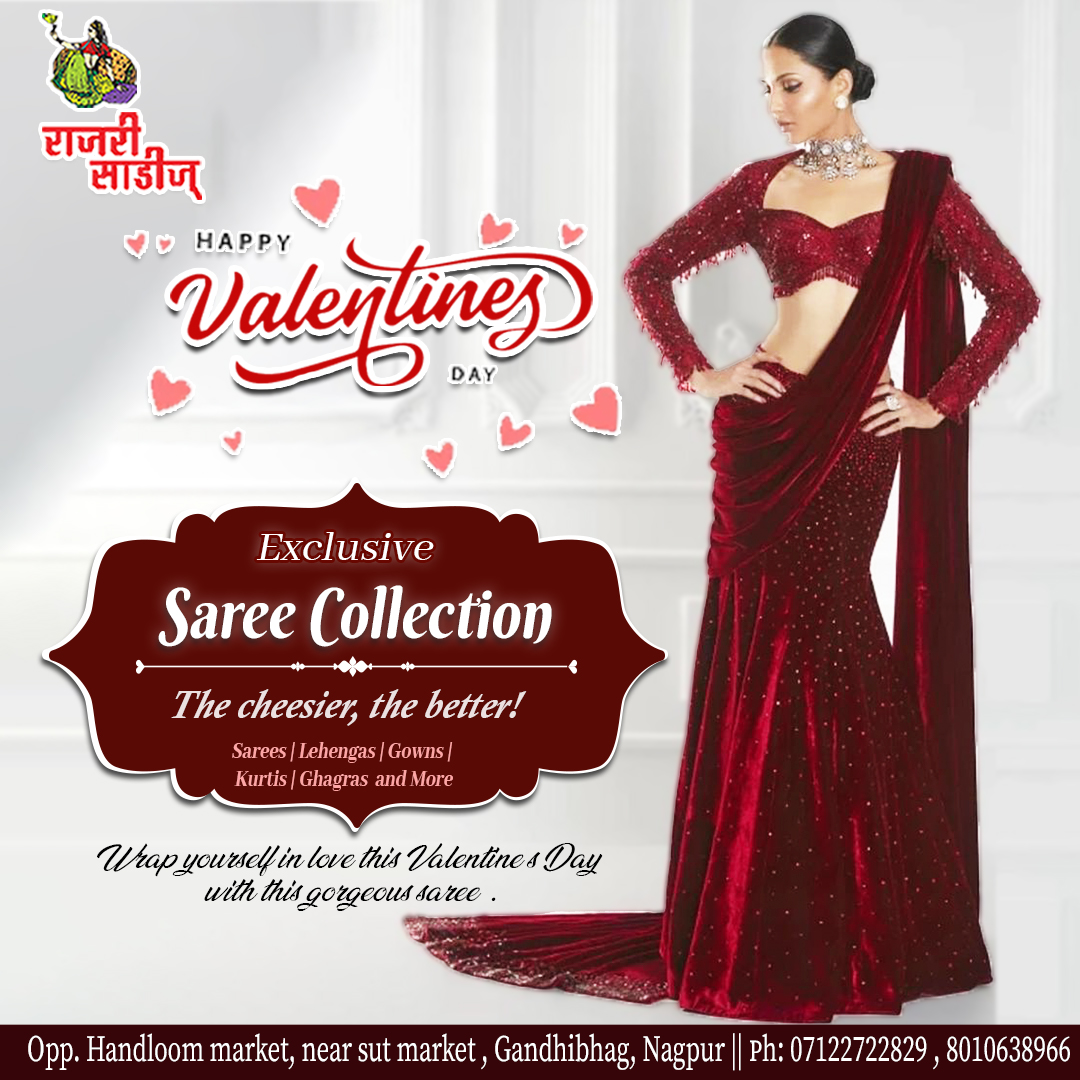 राजरी
साडीज्
HAPPY
Valentines
DAY
Exclusive
Saree Collection
The cheesier, the better!
Sarees | Lehengas | Gowns |
Kurtis | Ghagras and More
Wrap yourself in love this Valentine s Day
with this gorgeous saree .
Opp. Handloom market, near sut market , Gandhibhag, Nagpur || Ph: 07122722829 , 8010638966